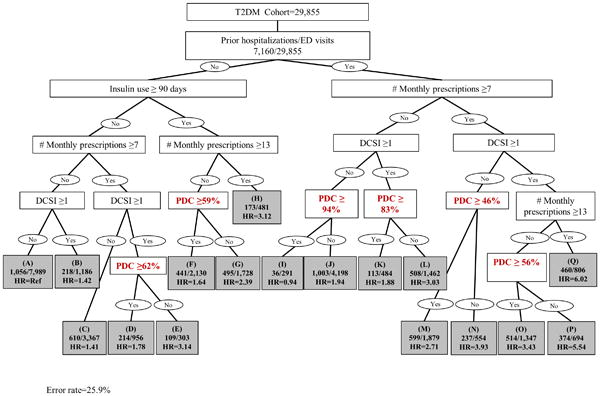 T2DM Cohort=29,855
Prior hospitalizations/ED visits
7,160/29,855
No
Yes
Insulin use ≥ 90 days
# Monthly prescriptions ≥7
No
Yes
No
Yes
# Monthly prescriptions ≥7
# Monthly prescriptions ≥13
DCSI ≥1
DCSI ≥1
No
Yes
No
Yes
No
Yes
No
Yes
DCSI ≥1
DCSI ≥1
PDC ≥59%
(H)
173/481
HR=3.12
PDC ≥
94%
PDC ≥
83%
PDC ≥ 46%
# Monthly
prescriptions ≥13
No
Yes
No
Yes
No
Yes
No
Yes
No
Yes
No
Yes
No
Yes
(A)
1,056/7,989
HR=Ref
(B)
218/1,186
HR=1.42
PDC ≥62%
(F)
441/2,130
HR=1.64
(G)
495/1,728
HR=2.39
(I)
36/291
HR=0.94
(J)
1,003/4,198
HR=1.94
(K)
113/484
HR=1.88
(L)
508/1,462
HR=3.03
PDC ≥ 56%
(Q)
460/806
HR=6.02
No
Yes
No
Yes
(C)
610/3,367
HR=1.41
(D)
214/956
HR=1.78
(E)
109/303
HR=3.14
(M)
599/1,879
HR=2.71
(N)
237/554
HR=3.93
(O)
514/1,347
HR=3.43
(P)
374/694
HR=5.54
Error rate=25.9%